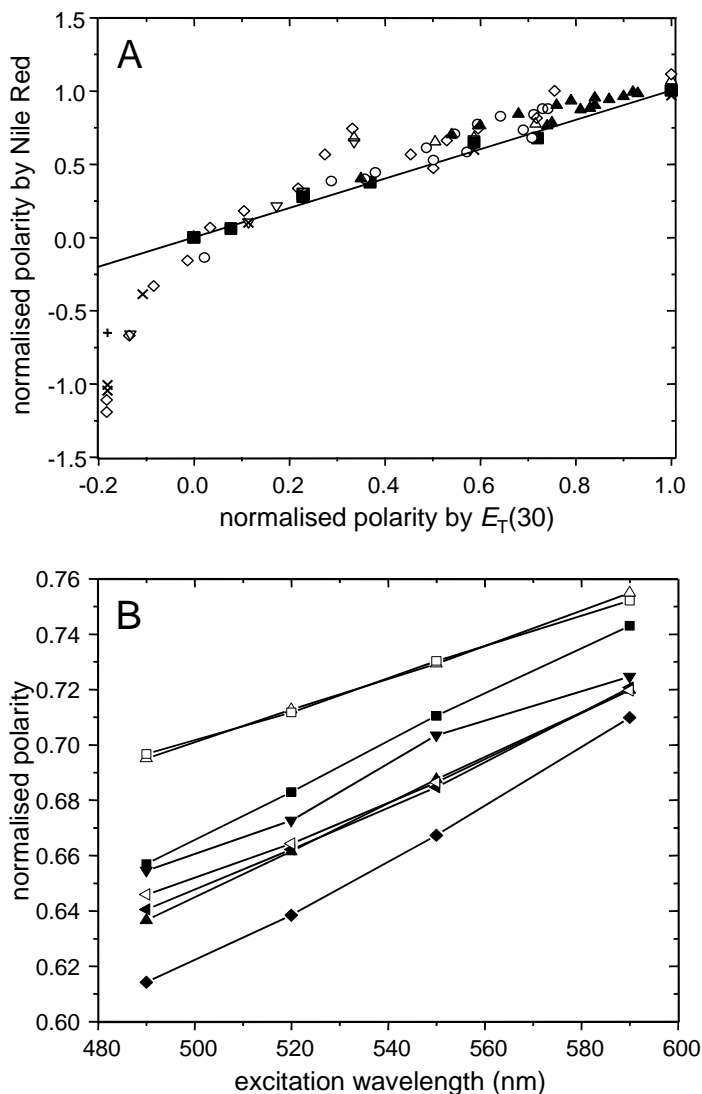 A
1.5
1.0
0.5
0.0
-0.5
-1.0
-1.5
normalised polarity by Nile Red
-0.2 0.0 0.2 0.4 0.6 0.8 1.0
normalised polarity by E_T(30)
B
0.76
0.74
0.72
0.70
0.68
0.66
0.64
0.62
0.60
normalised polarity
480 500 520 540 560 580 600
excitation wavelength (nm)